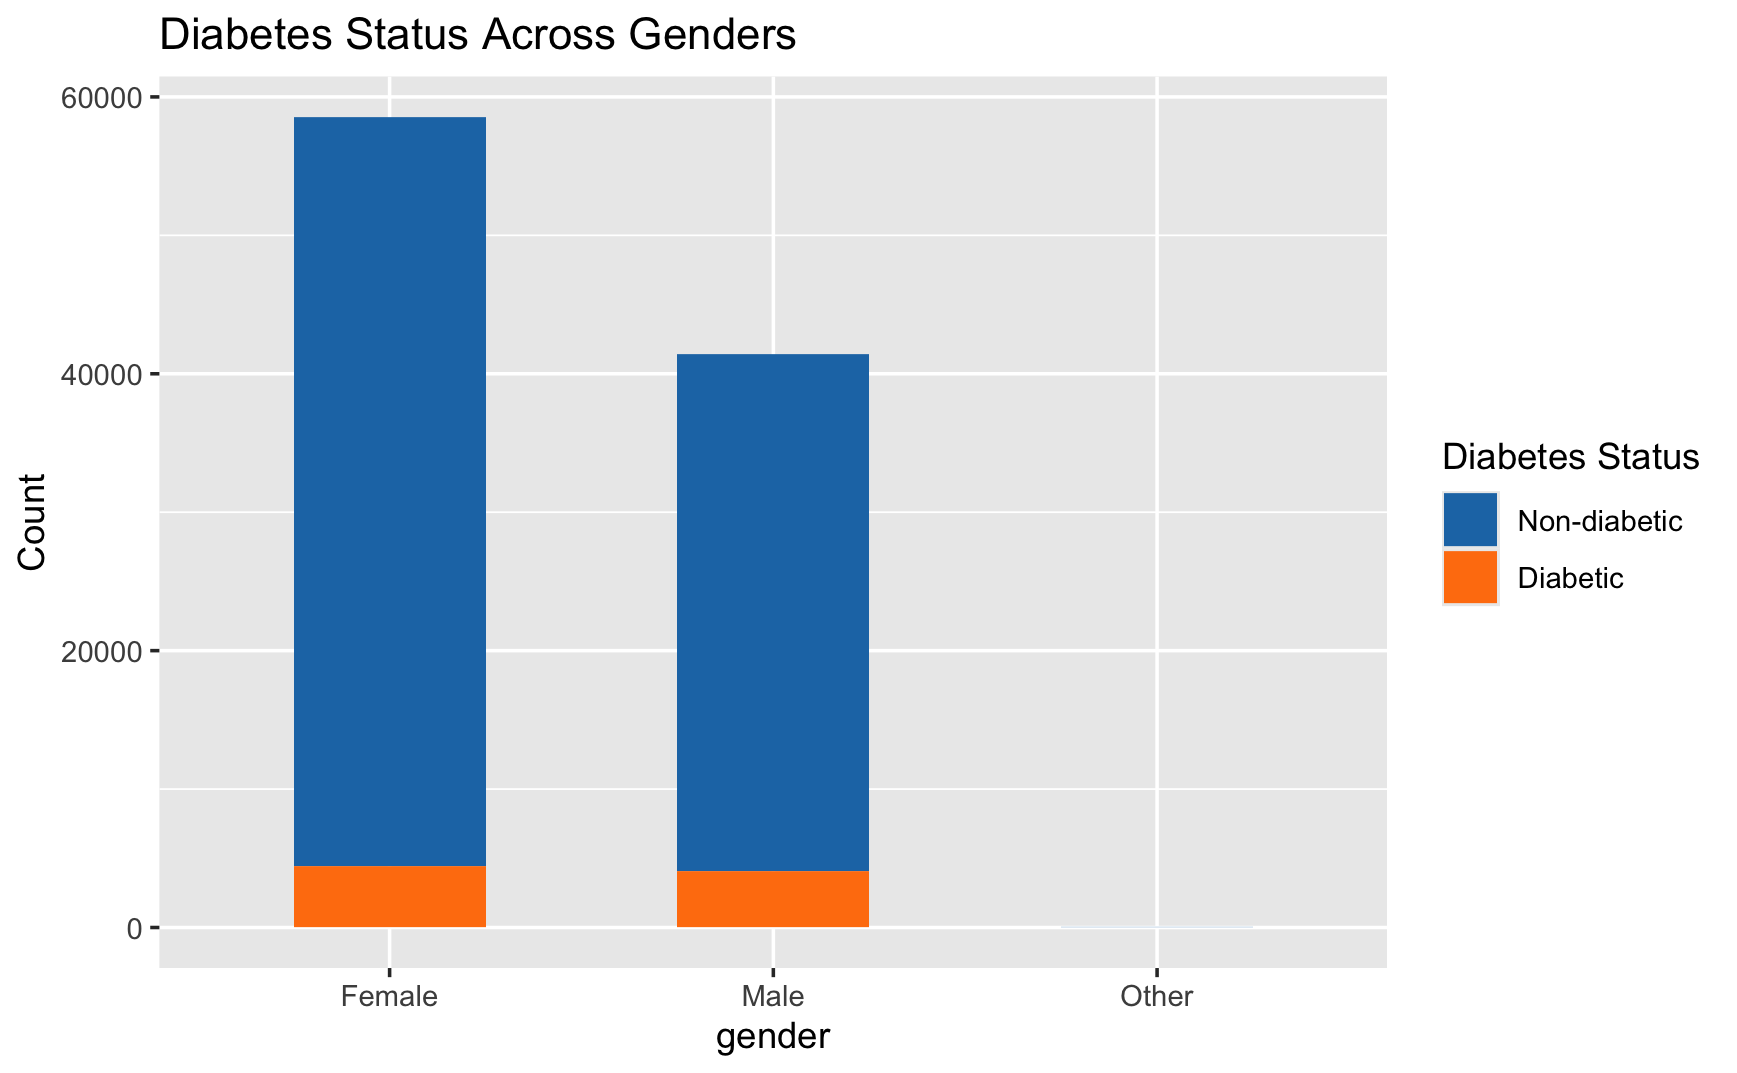 Diabetes Status Across Genders
60000
40000
20000
0
Count
Female
Male
Other
gender
Diabetes Status
Non-diabetic
Diabetic